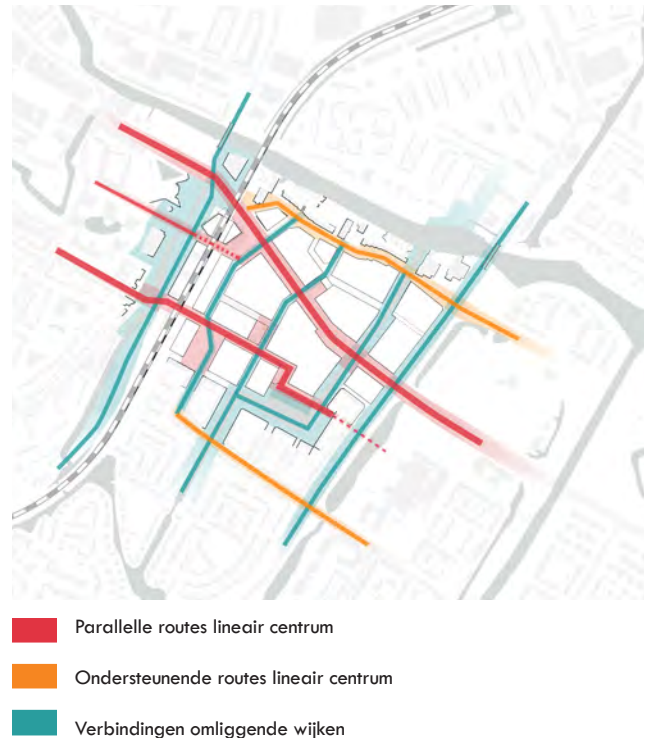 Parallelle routes lineair centrum
Ondersteunende routes lineair centrum
Verbindingen omliggende wijken